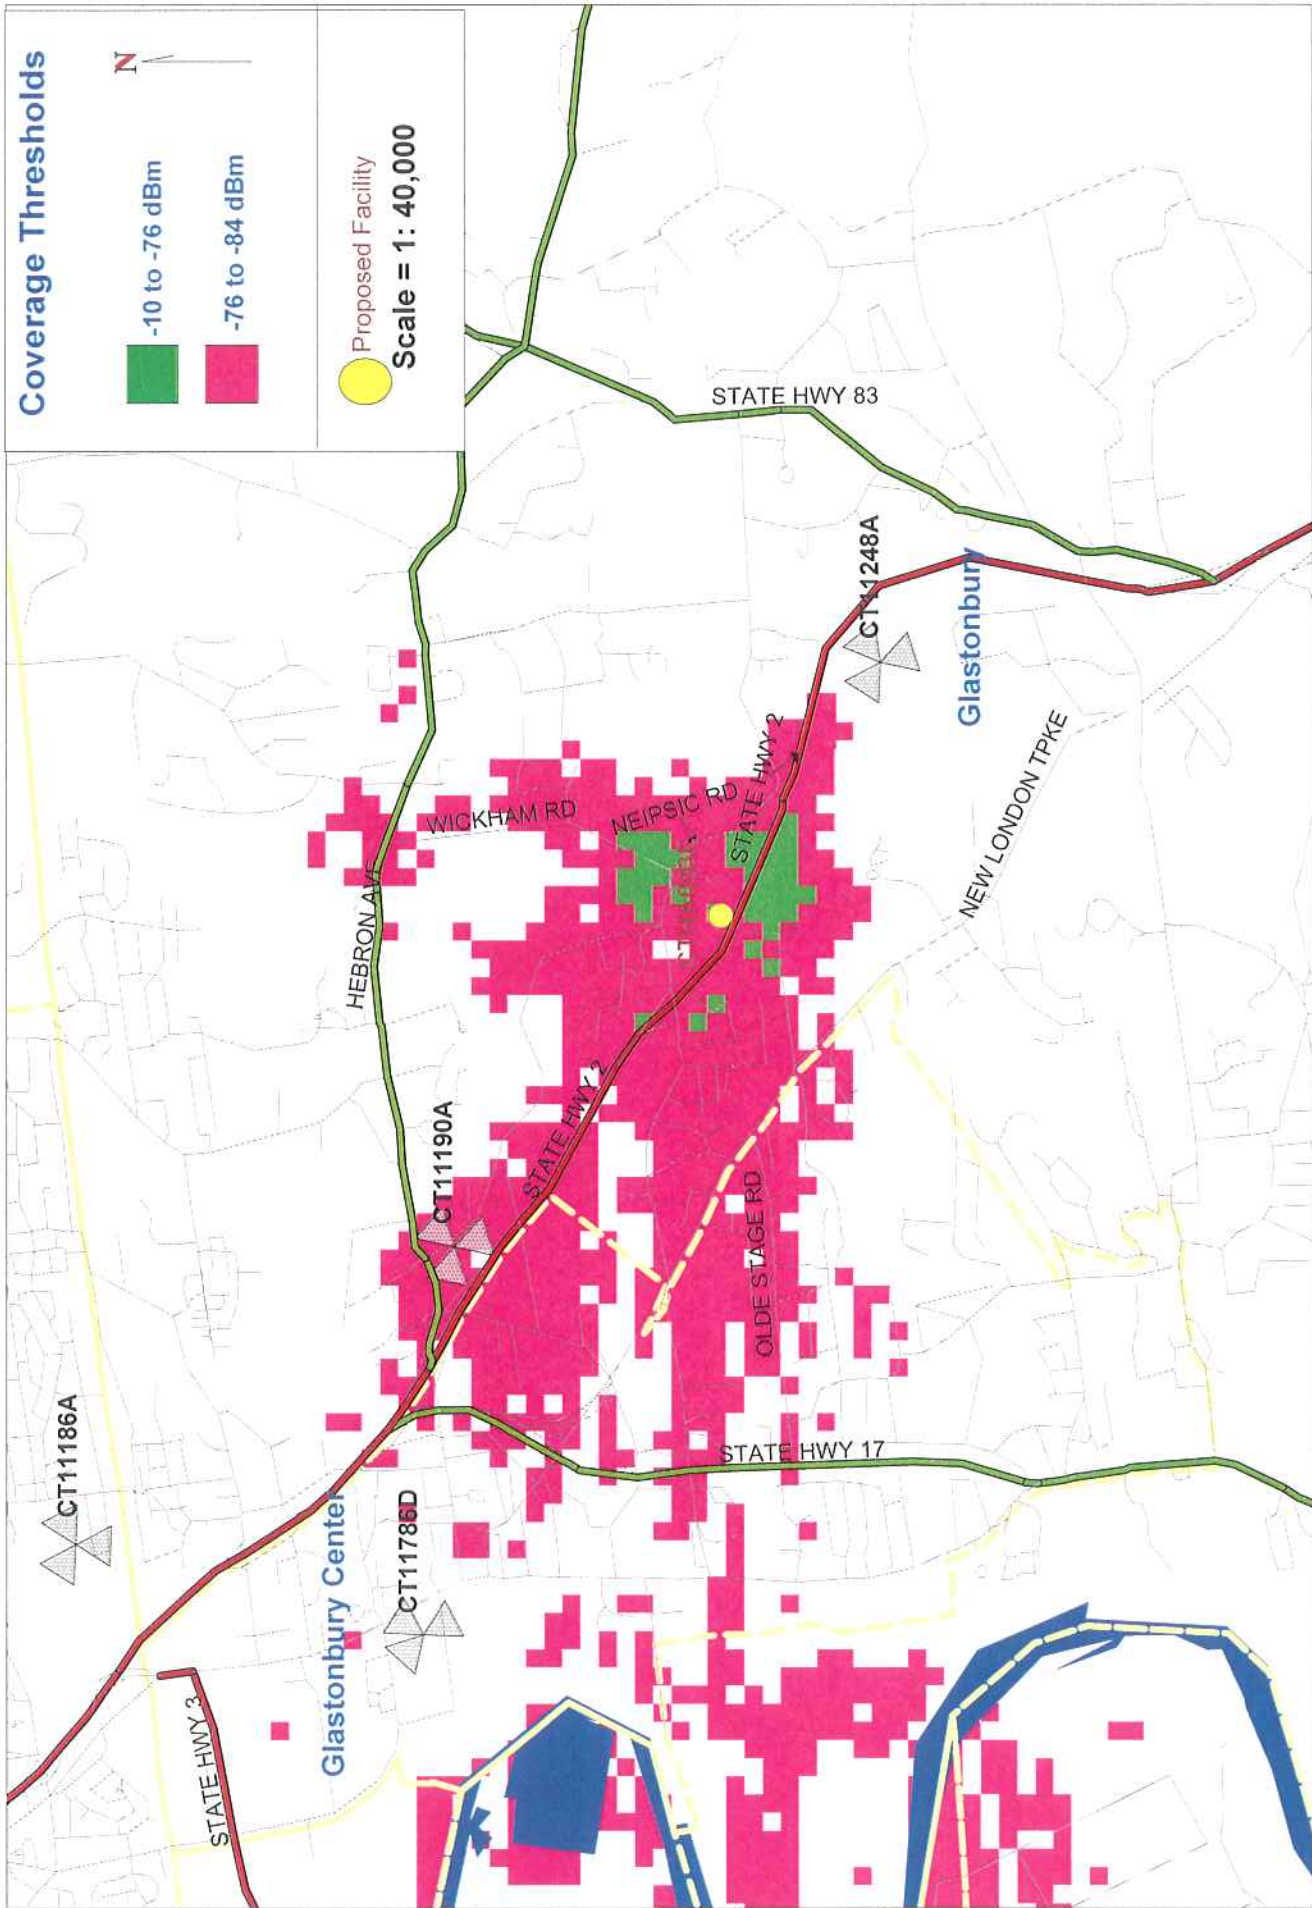 Coverage Thresholds
N
-10 to -76 dBm
-76 to -84 dBm
Proposed Facility
Scale = 1: 40,000
STATE HWY 83
CT11248A
Glastonbury
WICKHAM RD
NEIPSIC RD
STATE HWY 2
NEW LONDON TPKE
HEBRON AVE
CT11190A
STATE HWY 2
OLDE STAGE RD
CT11186A
STATE HWY 17
Glastonbury Center
CT11786D
STATE HWY 3